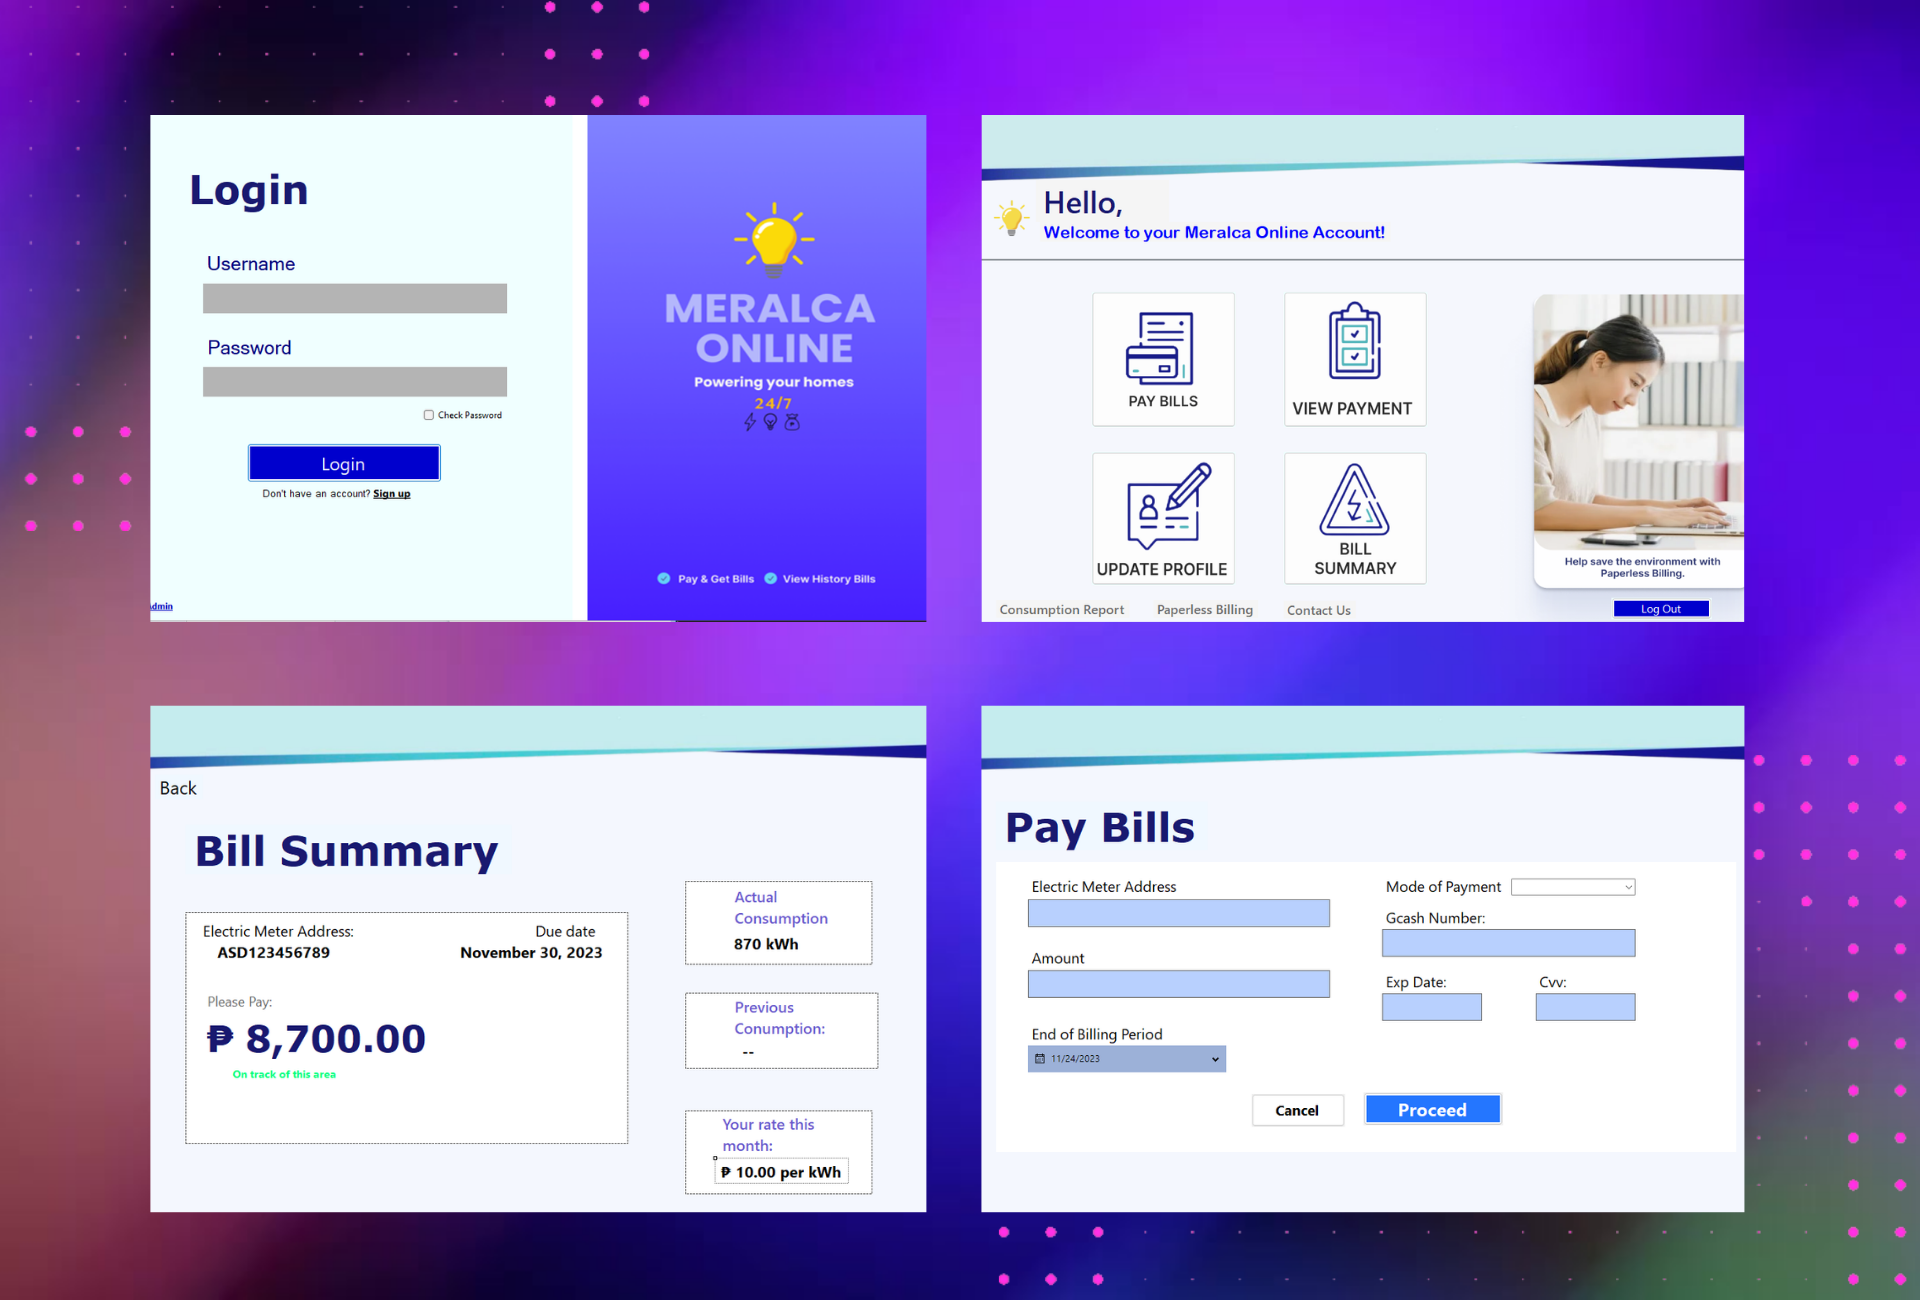 Login
Username
Password
Check Password
Login
Don't have an account? Sign up
dmin
MERALCA
ONLINE
Powering your homes
24/7
Pay & Get Bills
View History Bills
Hello,
Welcome to your Meralca Online Account!
PAY BILLS
VIEW PAYMENT
UPDATE PROFILE
BILL
SUMMARY
Help save the environment with
Paperless Billing.
Consumption Report
Paperless Billing
Contact Us
Log Out
Back
Bill Summary
Electric Meter Address:
ASD123456789
Due date
November 30, 2023
Please Pay:
₱ 8,700.00
On track of this area
Actual
Consumption
870 kWh
Previous
Conumption:
--
Your rate this
month:
₱ 10.00 per kWh
Pay Bills
Electric Meter Address
Amount
End of Billing Period
11/24/2023
Mode of Payment
Gcash Number:
Exp Date:
Cvv:
Cancel
Proceed